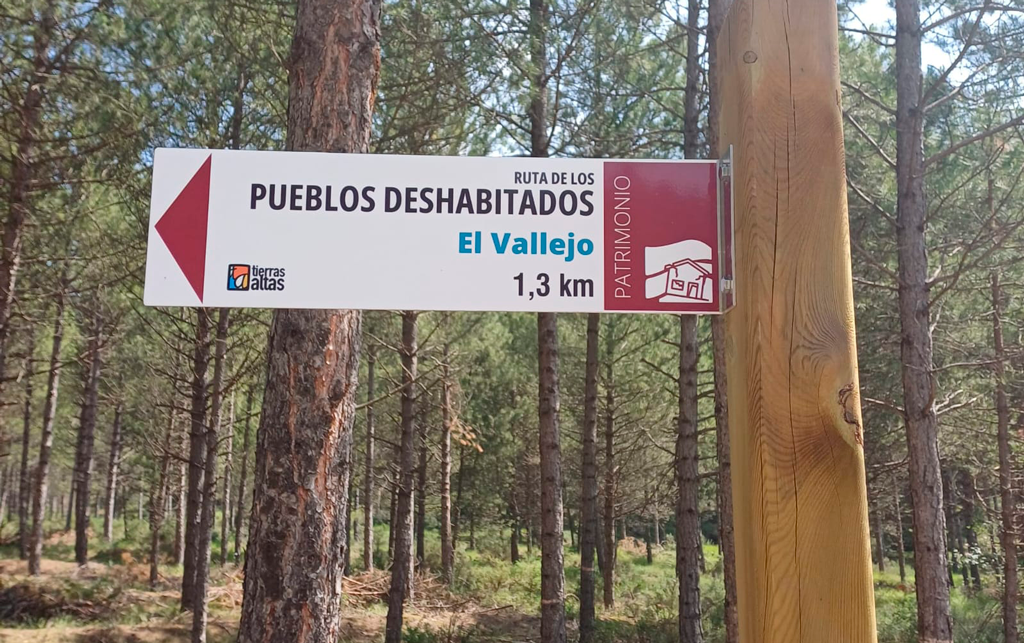 RUTA DE LOS
PUEBLOS DESHABITADOS
El Vallejo
1,3 km
tierras
altas
PATRIMONIO